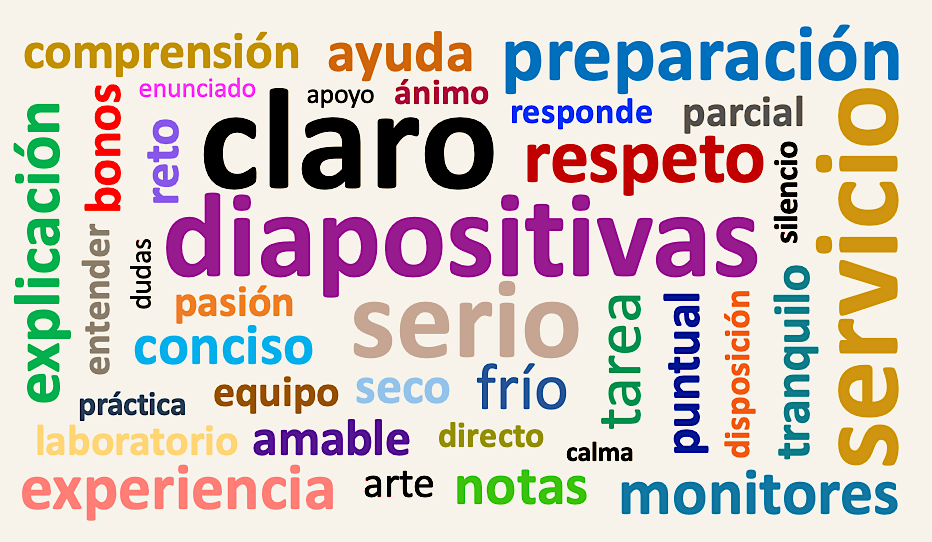 comprensión
ayuda
preparación
enunciado
apoyo
ánimo
responde
parcial
explicación
bonos
reto
claro
respeto
silencio
servicio
diapositivas
entender
dudas
pasión
serio
conciso
tarea
puntual
disposición
tranquilo
práctica
equipo
seco
frío
laboratorio
amable
directo
calma
experiencia
arte
notas
monitores